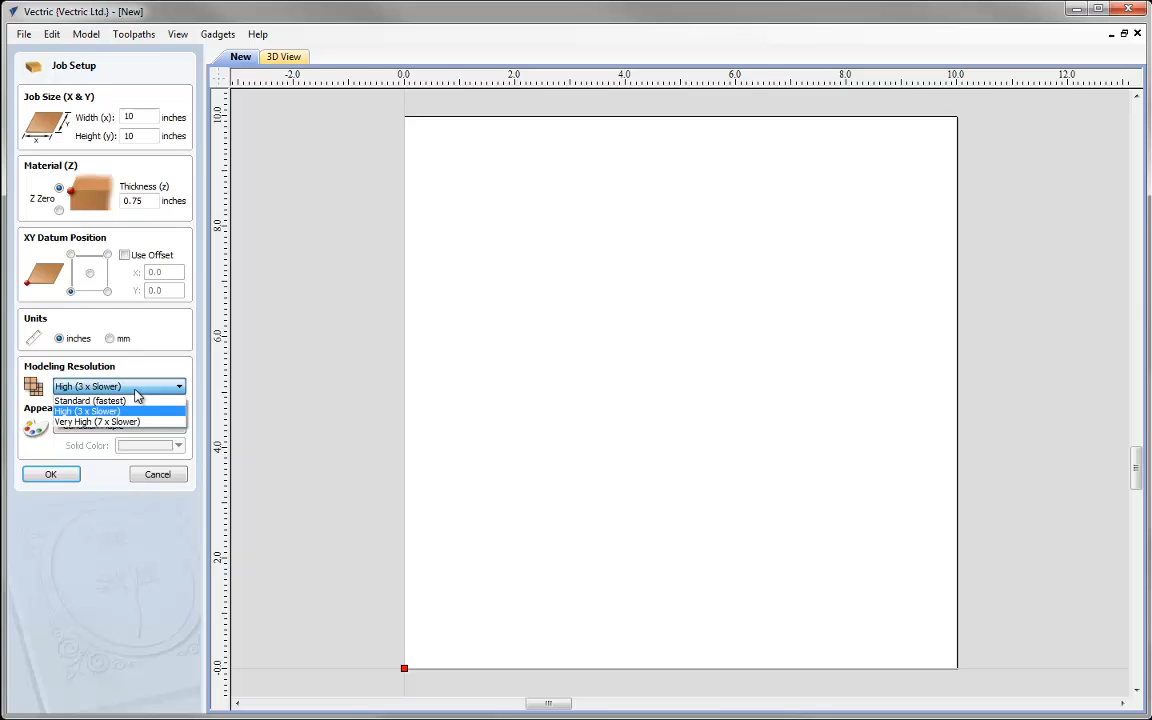 Vectric {Vectric Ltd.} - [New]
File Edit Model Toolpaths View Gadgets Help
New 3D View
Job Setup
-2.0 0.0 2.0 4.0 6.0 8.0 10.0 12.0
Job Size (X & Y)
Width (x): 10 inches
Height (y): 10 inches
X
Y
Material (Z)
Thickness (z)
Z Zero
0.75 inches
XY Datum Position
Use Offset
X: 0.0
Y: 0.0
Units
inches mm
Modeling Resolution
High (3 x Slower)
Standard (fastest)
High (3 x Slower)
Very High (7 x Slower)
Appea
Solid Color:
OK Cancel
10.0
8.0
6.0
4.0
2.0
-0.0